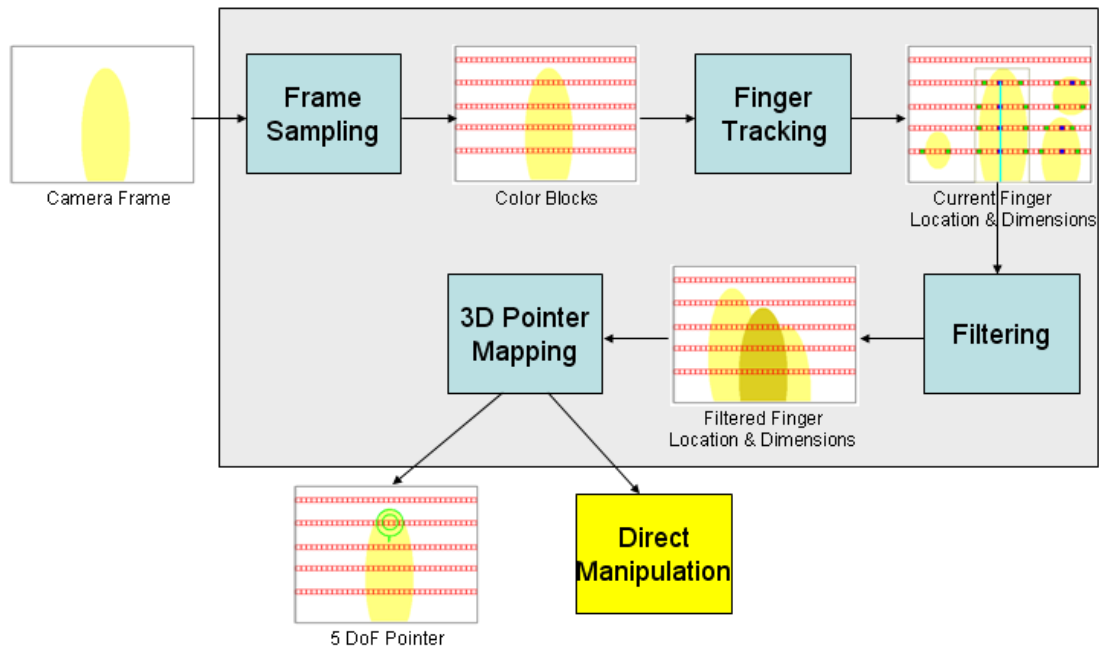 Frame
Sampling
Finger
Tracking
Camera Frame
Color Blocks
Current Finger
Location & Dimensions
3D Pointer
Mapping
Filtering
Filtered Finger
Location & Dimensions
Direct
Manipulation
5 DoF Pointer